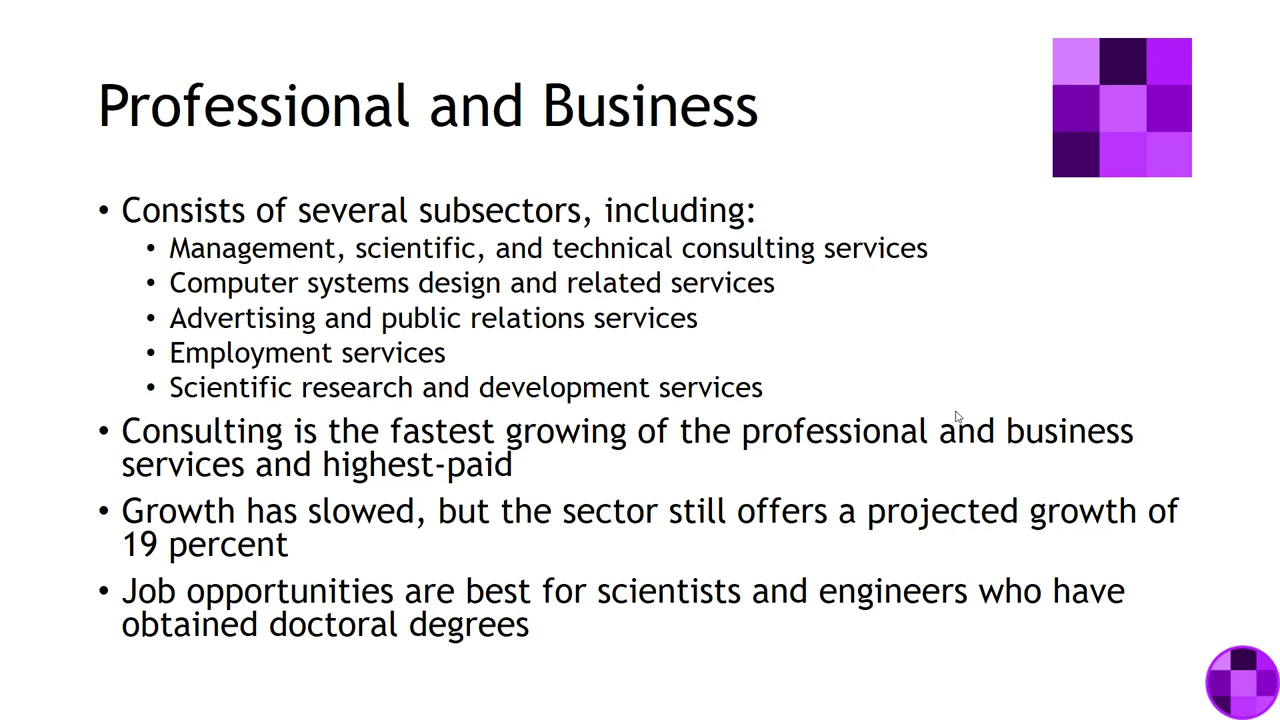 Professional and Business
• Consists of several subsectors, including:
• Management, scientific, and technical consulting services
• Computer systems design and related services
• Advertising and public relations services
• Employment services
• Scientific research and development services
• Consulting is the fastest growing of the professional and business
services and highest-paid
• Growth has slowed, but the sector still offers a projected growth of
19 percent
• Job opportunities are best for scientists and engineers who have
obtained doctoral degrees